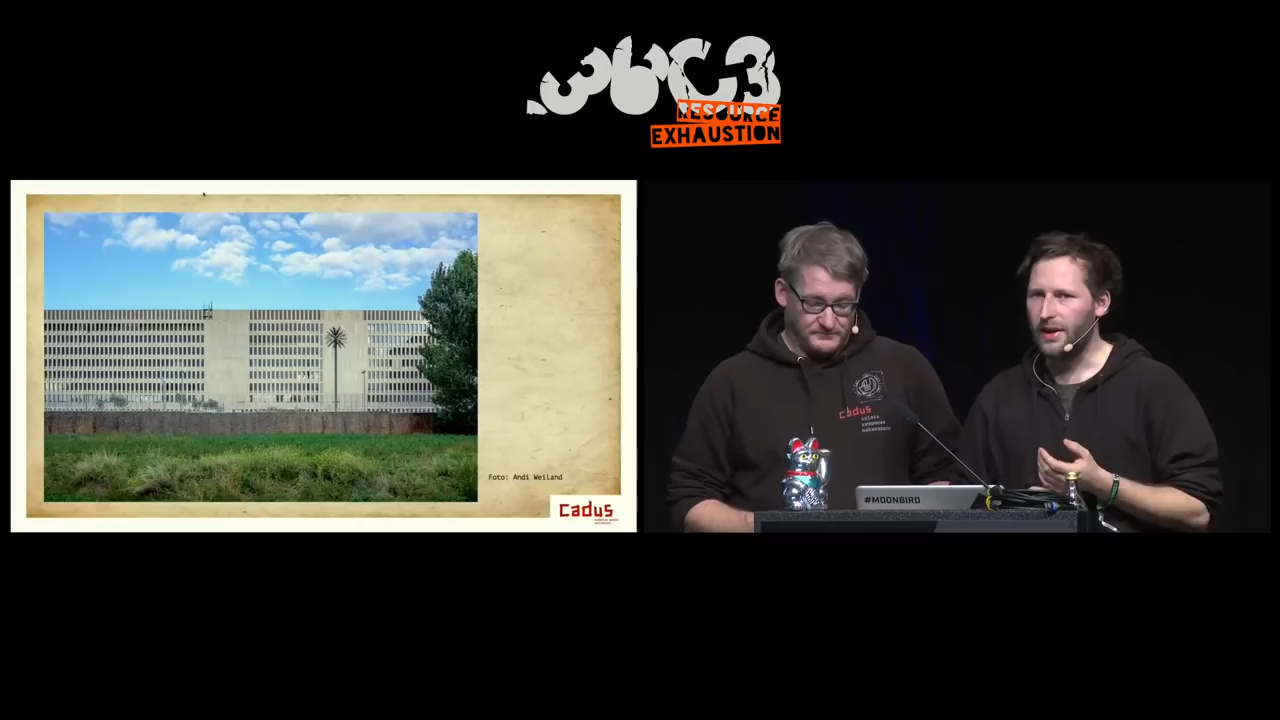 36C3
RESOURCE
EXHAUSTION
Foto: Andi Weiland
cadus
cadus
crisis
response
makerspace
#MOONBIRD